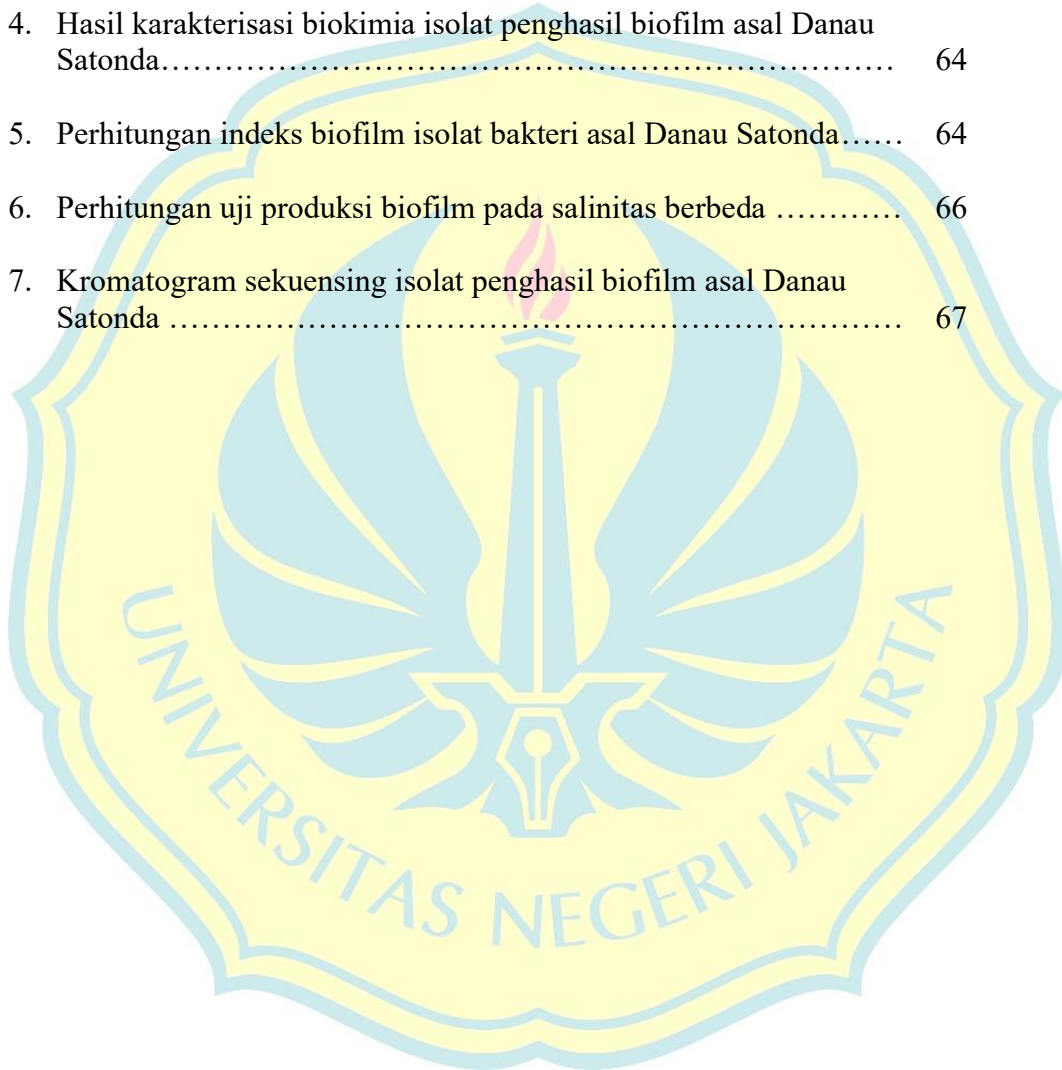 4. Hasil karakterisasi biokimia isolat penghasil biofilm asal Danau
Satonda……………………………………………………………… 64
5. Perhitungan indeks biofilm isolat bakteri asal Danau Satonda…… 64
6. Perhitungan uji produksi biofilm pada salinitas berbeda ………… 66
7. Kromatogram sekuensing isolat penghasil biofilm asal Danau
Satonda ……………………………………………………………… 67
UNIVERSITAS NEGERI JAKARTA